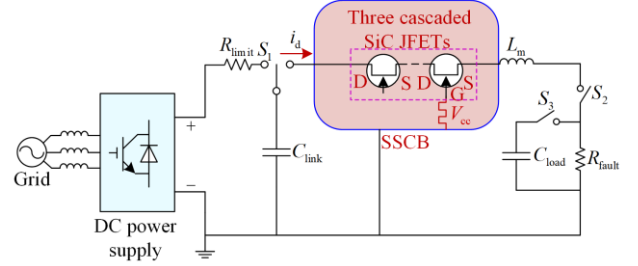 Three cascaded
SiC JFETs
R_limit
S_1
i_d
L_m
D
S
D
S
G
V_cc
S_2
S_3
+
C_link
SSCB
C_load
R_fault
Grid
−
DC power
supply